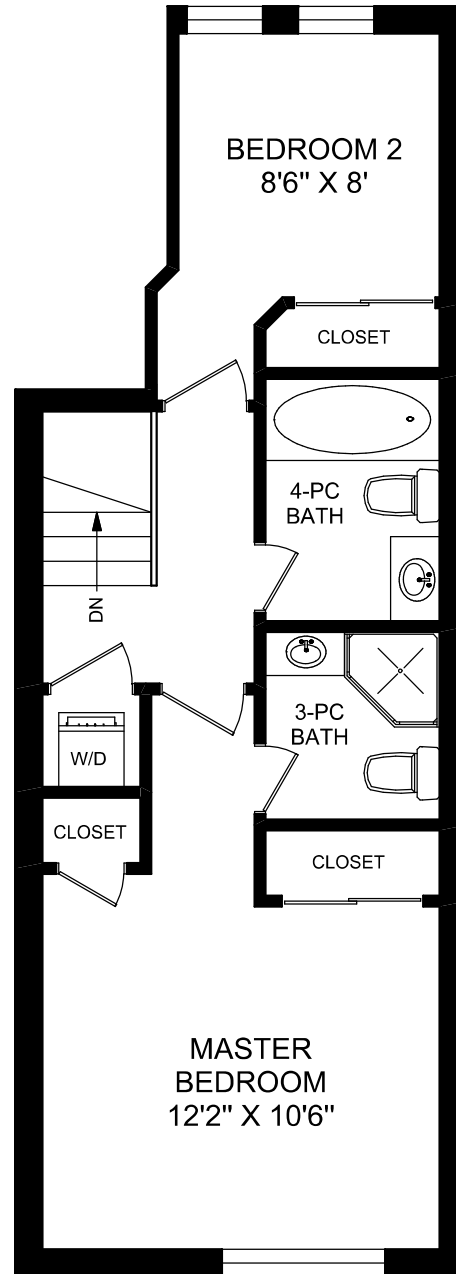 BEDROOM 2
8'6" X 8'
CLOSET
4-PC
BATH
DN
3-PC
BATH
W/D
CLOSET
CLOSET
MASTER
BEDROOM
12'2" X 10'6"